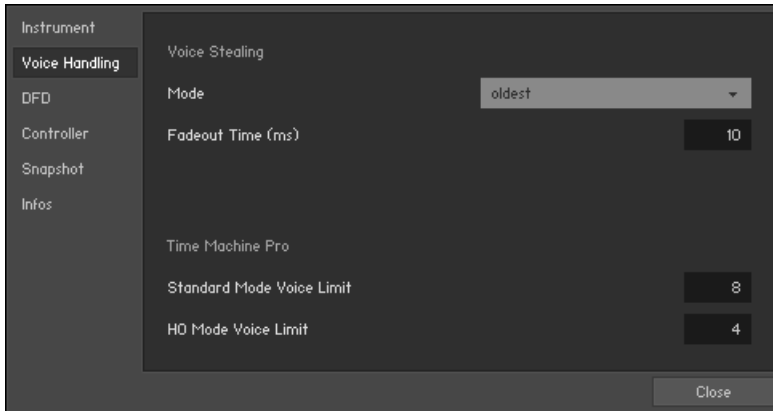 Instrument
Voice Handling
DFD
Controller
Snapshot
Infos
Voice Stealing
Mode oldest
Fadeout Time (ms) 10
Time Machine Pro
Standard Mode Voice Limit 8
HQ Mode Voice Limit 4
Close